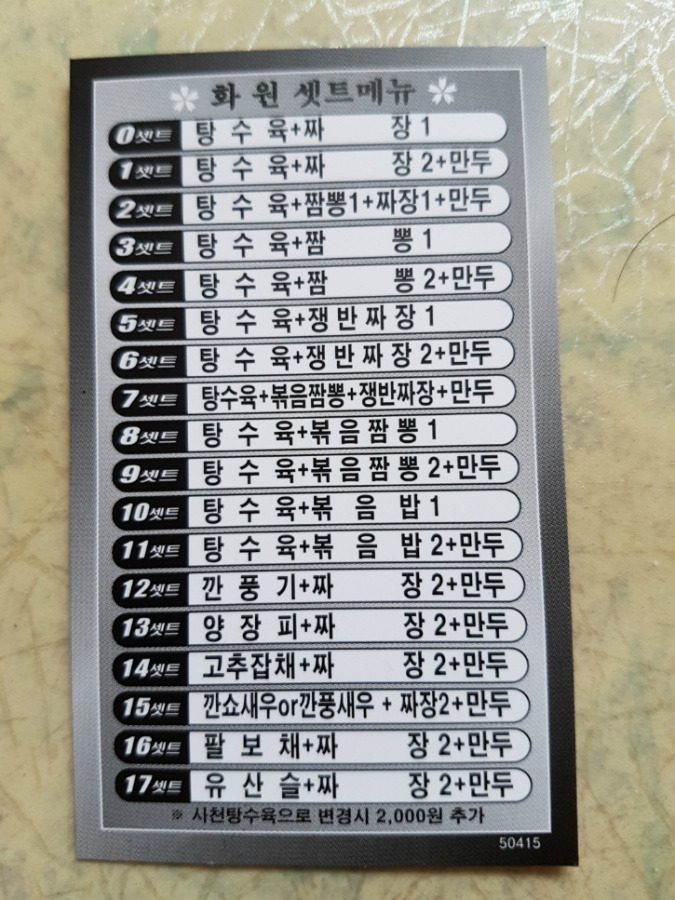 화 원 셋트메뉴
0셋트 탕 수 육+짜 장 1
1셋트 탕 수 육+짜 장 2+만두
2셋트 탕 수 육+짬뽕1+짜장1+만두
3셋트 탕 수 육+짬 뽕 1
4셋트 탕 수 육+짬 뽕 2+만두
5셋트 탕 수 육+쟁 반 짜 장 1
6셋트 탕 수 육+쟁 반 짜 장 2+만두
7셋트 탕수육+볶음짬뽕+쟁반짜장+만두
8셋트 탕 수 육+볶 음 짬 뽕 1
9셋트 탕 수 육+볶 음 짬 뽕 2+만두
10셋트 탕 수 육+볶 음 밥 1
11셋트 탕 수 육+볶 음 밥 2+만두
12셋트 깐 풍 기+짜 장 2+만두
13셋트 양 장 피+짜 장 2+만두
14셋트 고추잡채+짜 장 2+만두
15셋트 깐쇼새우or깐풍새우 + 짜장2+만두
16셋트 팔 보 채+짜 장 2+만두
17셋트 유 산 슬+짜 장 2+만두
※ 사천탕수육으로 변경시 2,000원 추가
50415